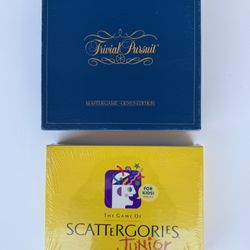 Trivial Pursuit
MASTER GAME - GENUS EDITION
FOR
KIDS!
THE GAME OF
SCATTERGORIES
Junior